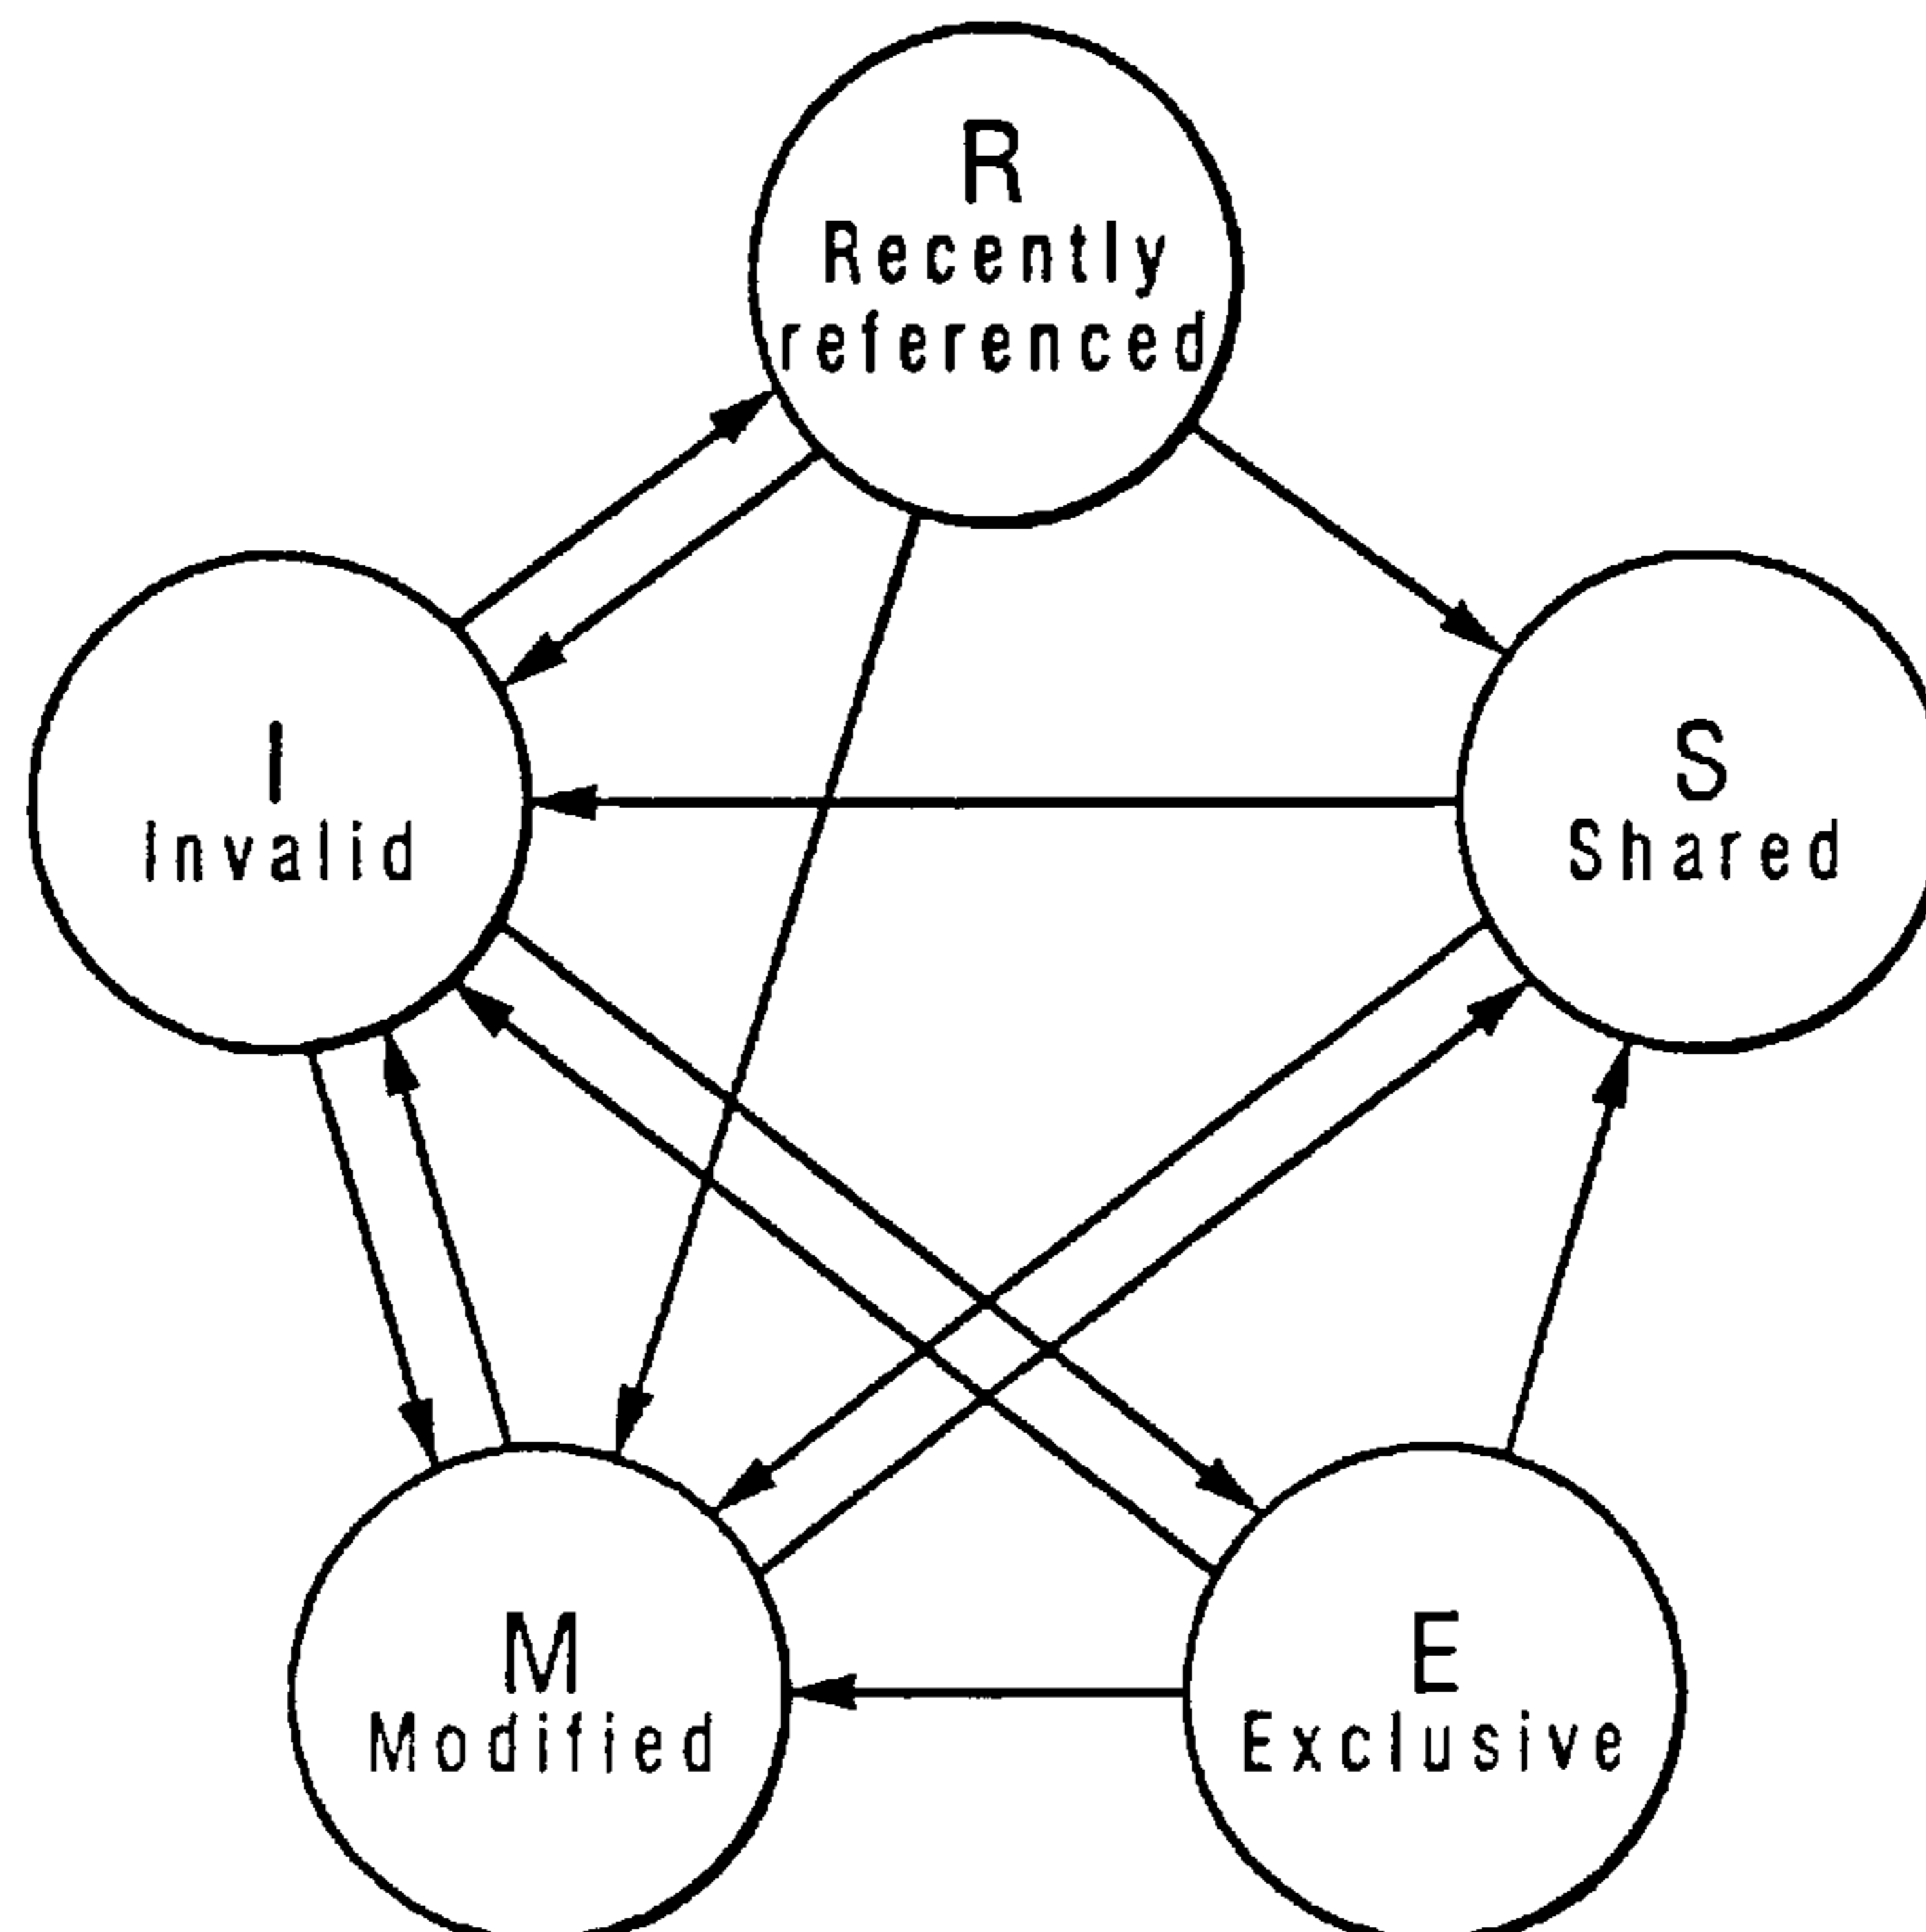 R
Recently
referenced
I
Invalid
S
Shared
M
Modified
E
Exclusive